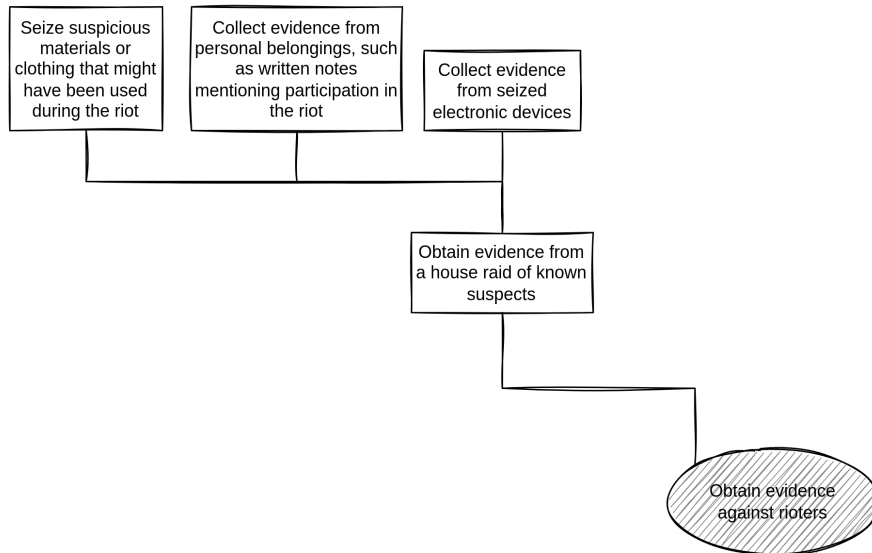 Seize suspicious
materials or
clothing that might
have been used
during the riot
Collect evidence from
personal belongings, such
as written notes
mentioning participation in
the riot
Collect evidence
from seized
electronic devices
Obtain evidence from
a house raid of known
suspects
Obtain evidence
against rioters